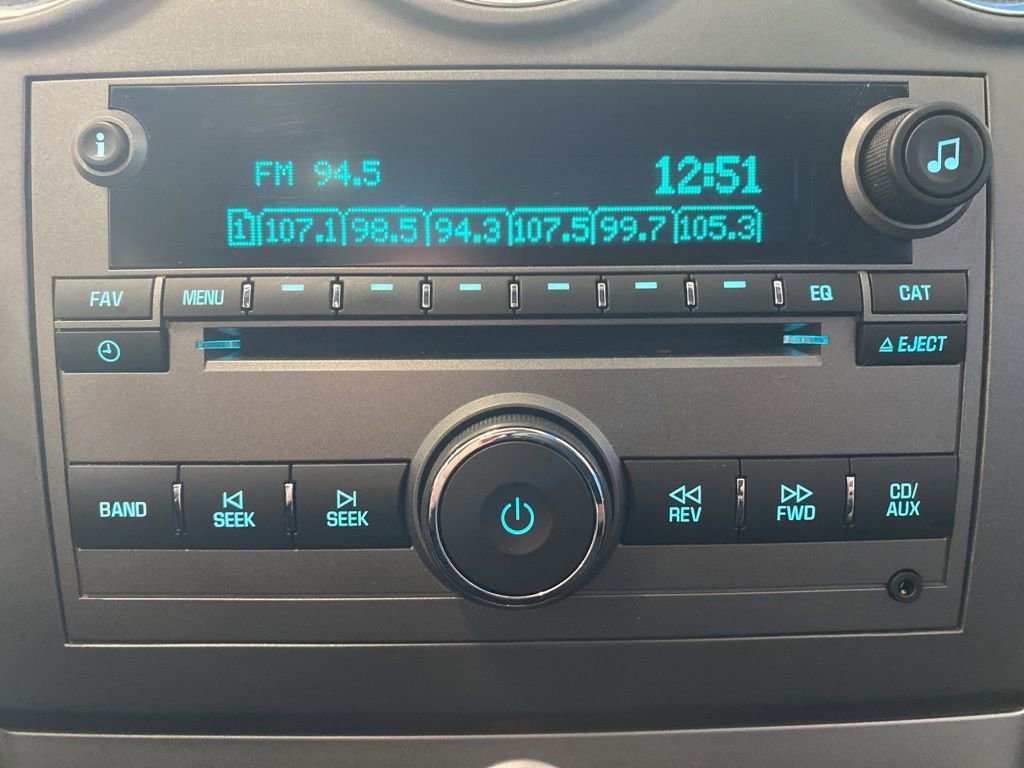 i
FM 94.5 12:51
1 107.1 98.5 94.3 107.5 99.7 105.3
FAV MENU EQ CAT
EJECT
BAND SEEK SEEK REV FWD CD/
AUX